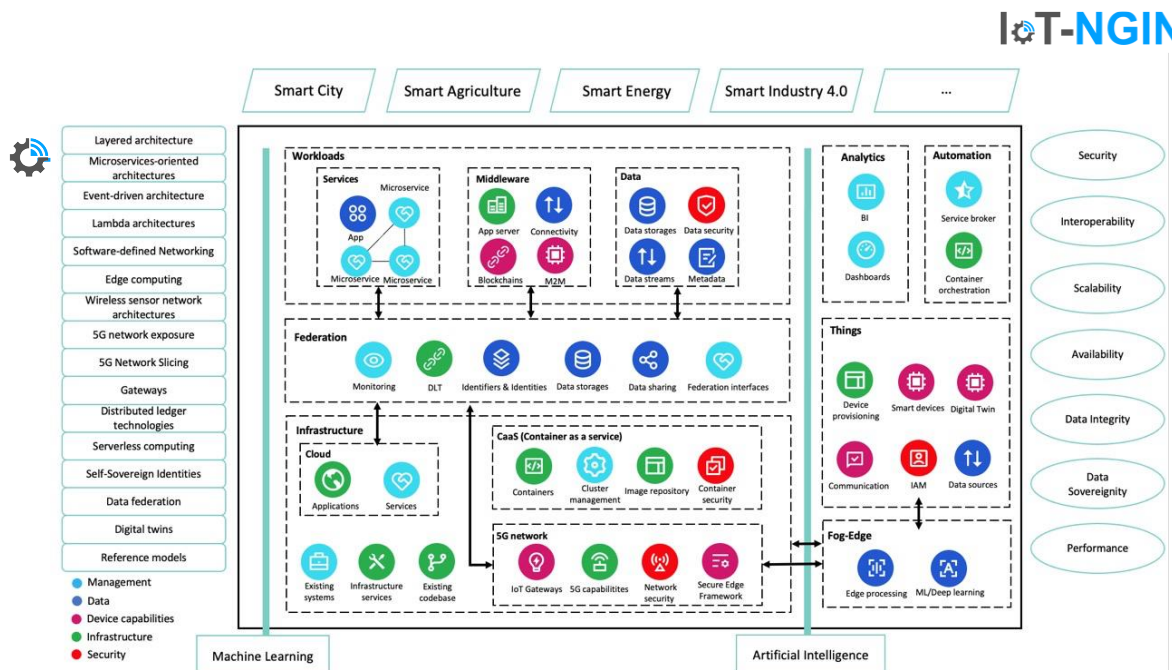 IoT-NGIN
Smart City
Smart Agriculture
Smart Energy
Smart Industry 4.0
...
Layered architecture
Microservices-oriented
architectures
Event-driven architecture
Lambda architectures
Software-defined Networking
Edge computing
Wireless sensor network
architectures
5G network exposure
5G Network Slicing
Gateways
Distributed ledger
technologies
Serverless computing
Self-Sovereign Identities
Data federation
Digital twins
Reference models
Management
Data
Device capabilities
Infrastructure
Security
Workloads
Services
Microservice
App
Microservice
Microservice
Middleware
App server
Connectivity
Blockchains
M2M
Data
Data storages
Data security
Data streams
Metadata
Federation
Monitoring
DLT
Identifiers & Identities
Data storages
Data sharing
Federation interfaces
Infrastructure
Cloud
Applications
Services
CaaS (Container as a service)
Containers
Cluster
management
Image repository
Container
security
Existing
systems
Infrastructure
services
Existing
codebase
5G network
IoT Gateways
5G capabilitites
Network
security
Secure Edge
Framework
Analytics
BI
Dashboards
Automation
Service broker
Container
orchestration
Things
Device
provisioning
Smart devices
Digital Twin
Communication
IAM
Data sources
Fog-Edge
Edge processing
ML/Deep learning
Machine Learning
Artificial Intelligence
Security
Interoperability
Scalability
Availability
Data Integrity
Data
Sovereignity
Performance